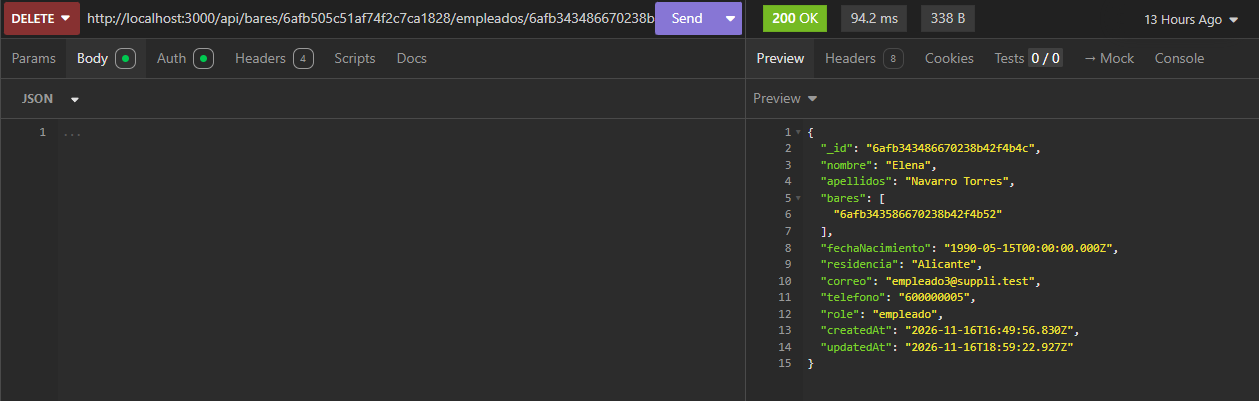 DELETE http://localhost:3000/api/bares/6afb505c51af74f2c7ca1828/empleados/6afb343486670238b Send 200 OK 94.2 ms 338 B 13 Hours Ago
Params Body Auth Headers 4 Scripts Docs Preview Headers 8 Cookies Tests 0 / 0 → Mock Console
JSON Preview
1 ...
1 {
2 "_id": "6afb343486670238b42f4b4c",
3 "nombre": "Elena",
4 "apellidos": "Navarro Torres",
5 "bares": [
6 "6afb343586670238b42f4b52"
7 ],
8 "fechaNacimiento": "1990-05-15T00:00:00.000Z",
9 "residencia": "Alicante",
10 "correo": "empleado3@suppli.test",
11 "telefono": "600000005",
12 "role": "empleado",
13 "createdAt": "2026-11-16T16:49:56.830Z",
14 "updatedAt": "2026-11-16T18:59:22.927Z"
15 }